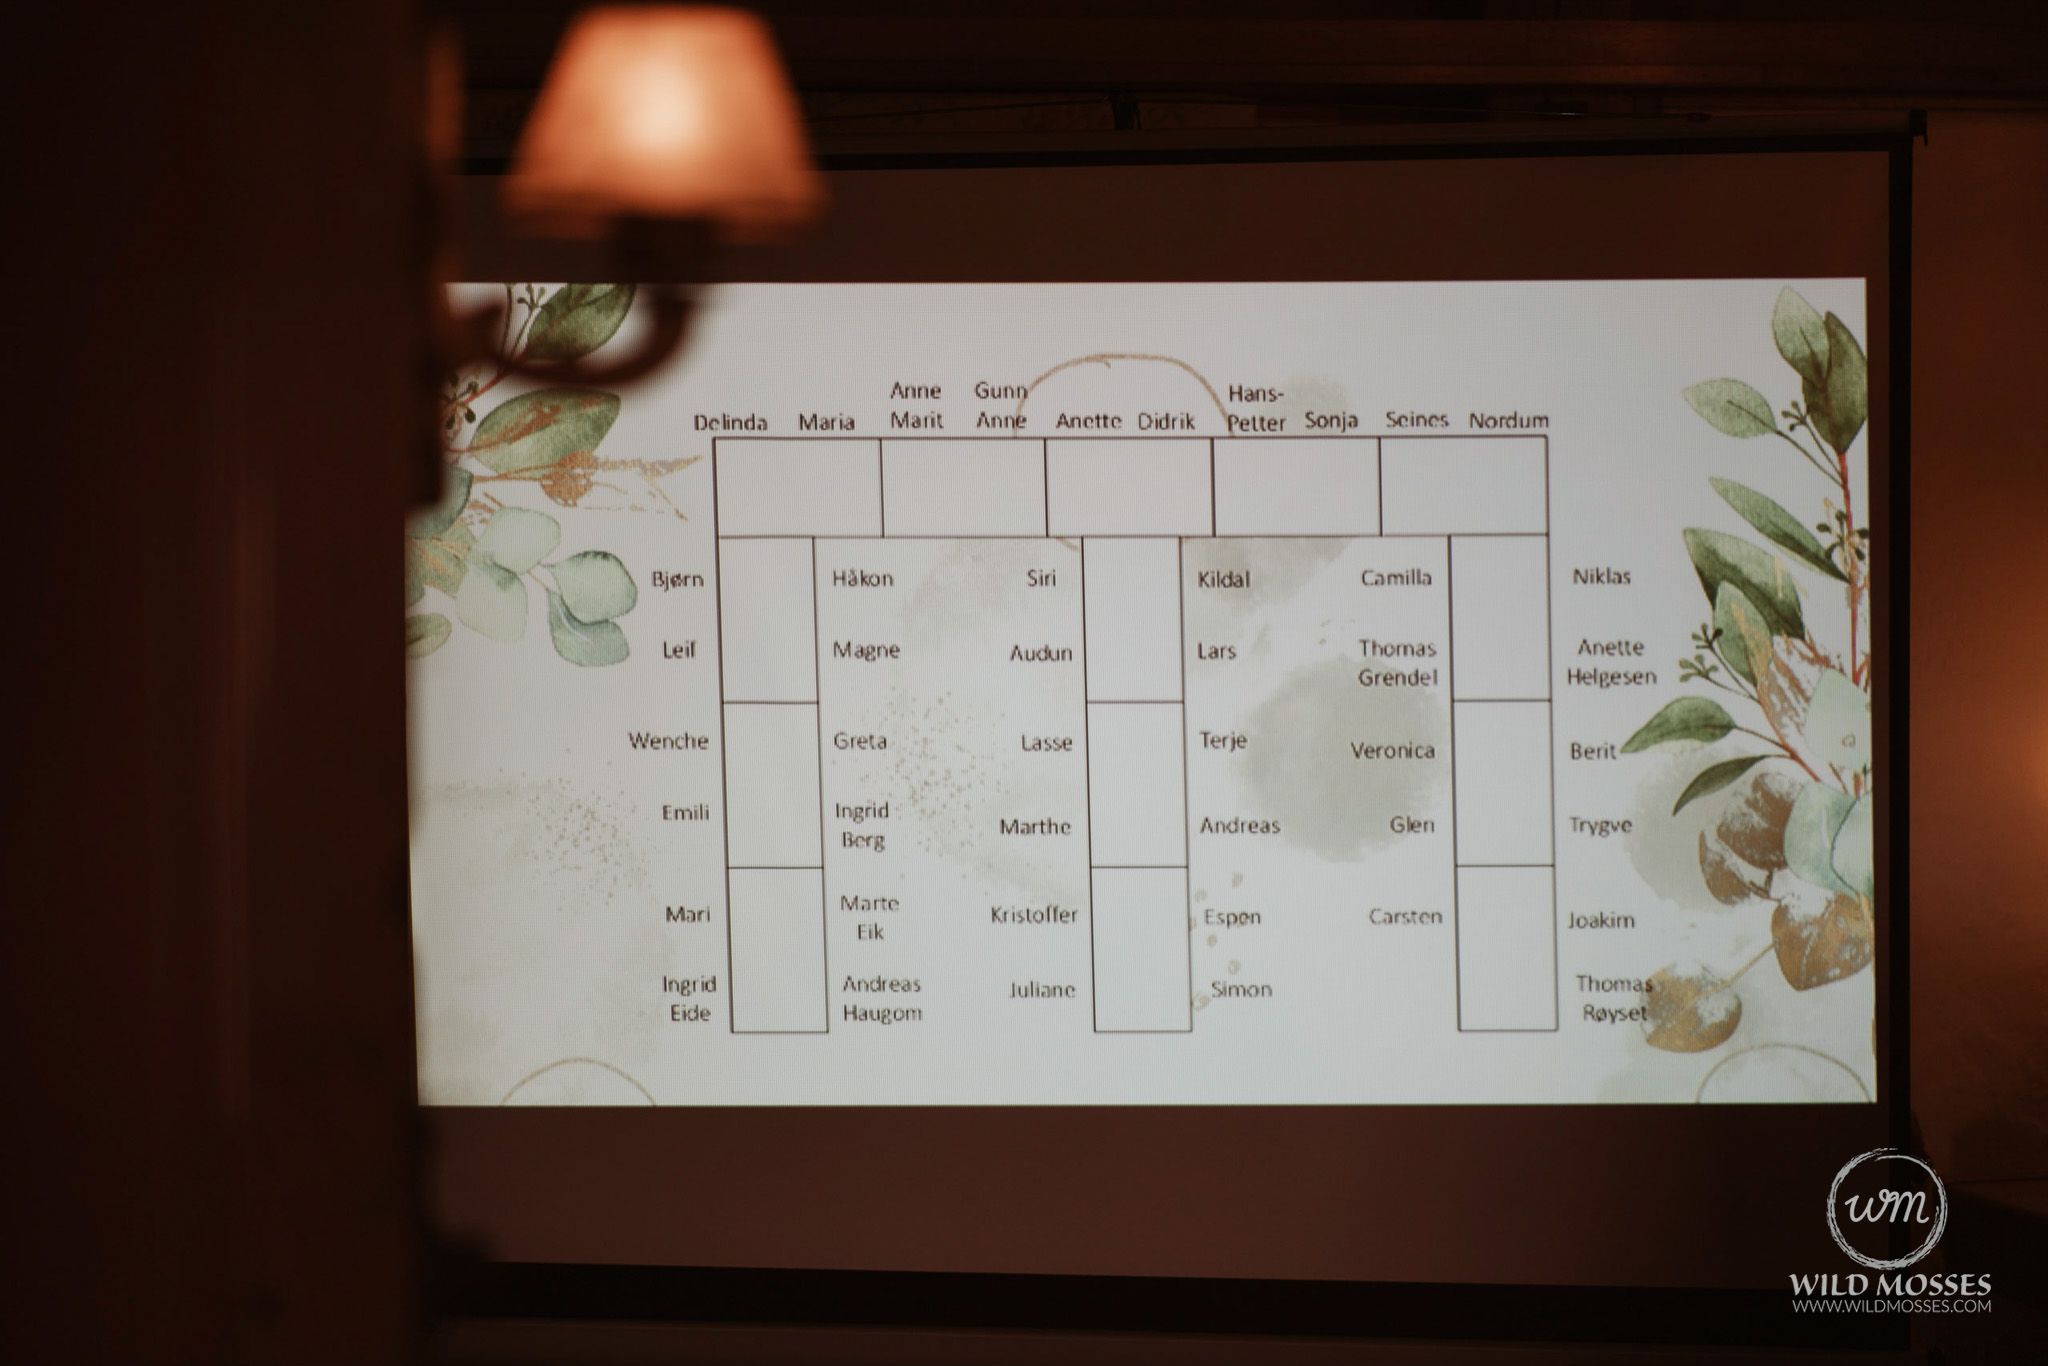 Anne Gunn Hans-
Delinda Maria Marit Anne Anette Didrik Petter Sonja Seines Nordum
Bjørn Håkon Siri Kildal Camilla Niklas
Leif Magne Audun Lars Thomas Anette
Grendel Helgesen
Wenche Greta Lasse Terje Veronica Berit
Emili Ingrid Marthe Andreas Glen Trygve
Berg
Mari Marte Kristoffer Espen Carsten Joakim
Eik
Ingrid Andreas Juliane Simon Thomas
Eide Haugom Røyset
wm
WILD MOSSES
WWW.WILDMOSSES.COM